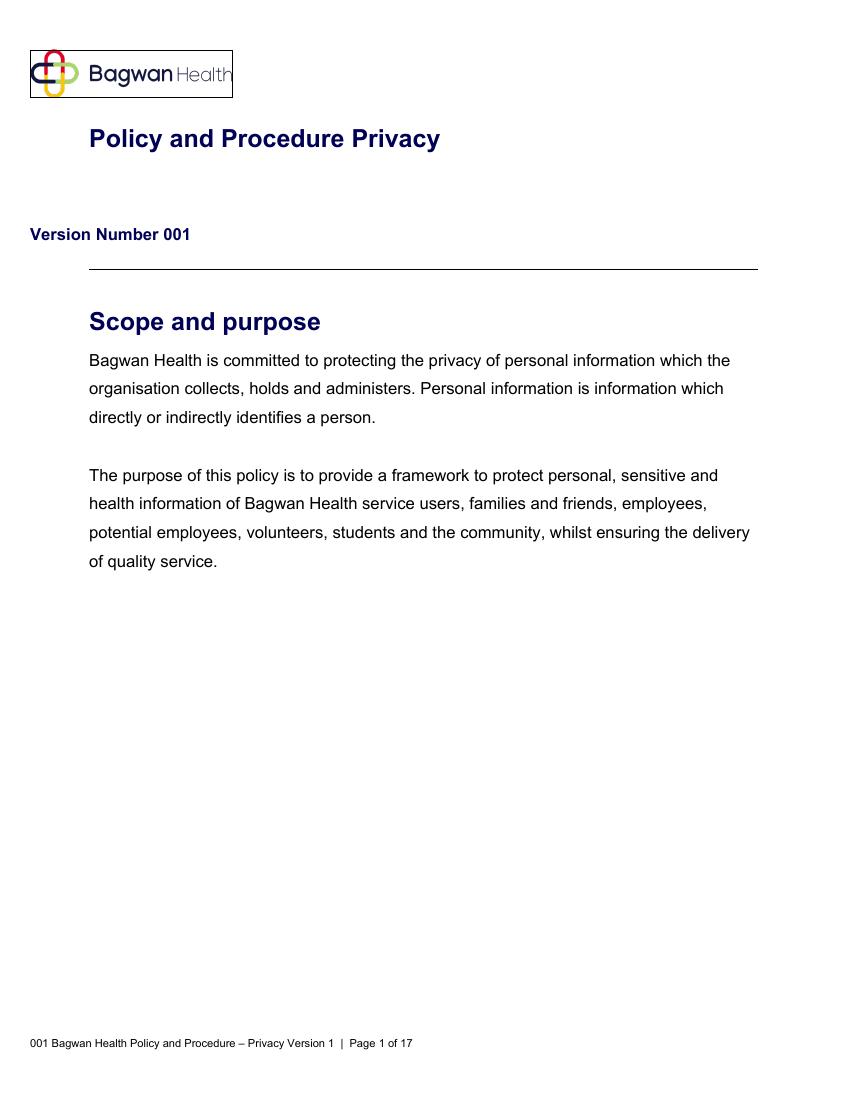 Bagwan Health
Policy and Procedure Privacy
Version Number 001
Scope and purpose
Bagwan Health is committed to protecting the privacy of personal information which the
organisation collects, holds and administers. Personal information is information which
directly or indirectly identifies a person.
The purpose of this policy is to provide a framework to protect personal, sensitive and
health information of Bagwan Health service users, families and friends, employees,
potential employees, volunteers, students and the community, whilst ensuring the delivery
of quality service.
001 Bagwan Health Policy and Procedure – Privacy Version 1 | Page 1 of 17